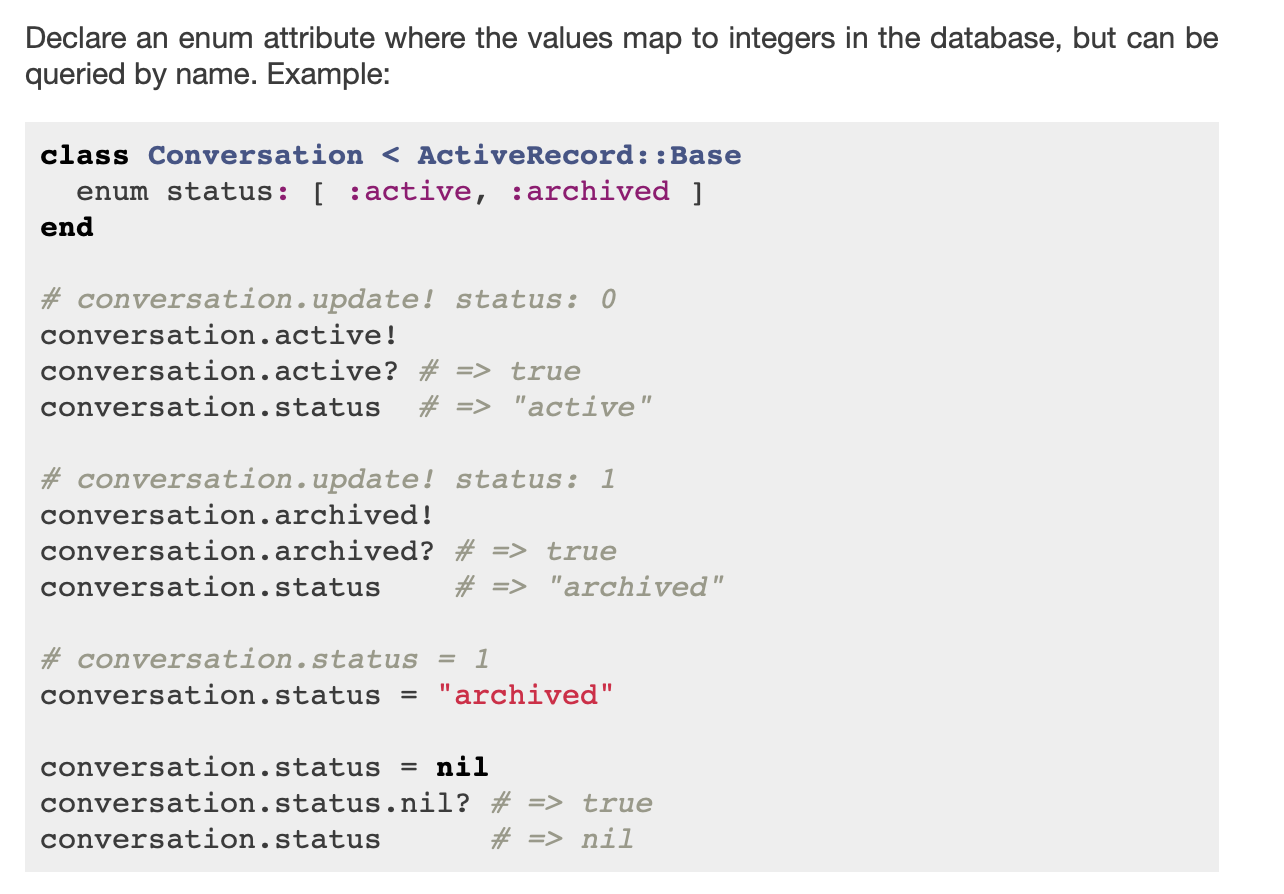 Declare an enum attribute where the values map to integers in the database, but can be
queried by name. Example:
class Conversation < ActiveRecord::Base
  enum status: [ :active, :archived ]
end
# conversation.update! status: 0
conversation.active!
conversation.active? # => true
conversation.status  # => "active"
# conversation.update! status: 1
conversation.archived!
conversation.archived? # => true
conversation.status    # => "archived"
# conversation.status = 1
conversation.status = "archived"
conversation.status = nil
conversation.status.nil? # => true
conversation.status      # => nil